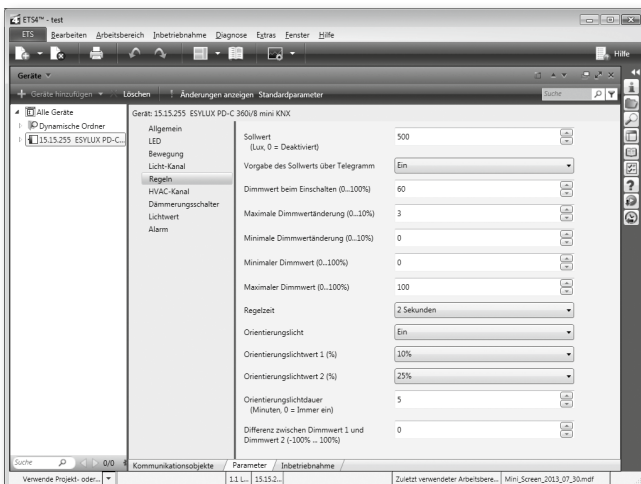 ETS4™ - test
ETS Bearbeiten Arbeitsbereich Inbetriebnahme Diagnose Extras Fenster Hilfe
Hilfe
Geräte
Geräte hinzufügen Löschen Änderungen anzeigen Standardparameter Suche
Alle Geräte
Dynamische Ordner
15.15.255 ESYLUX PD-C...
Gerät: 15.15.255 ESYLUX PD-C 360i/8 mini KNX
Allgemein
LED
Bewegung
Licht-Kanal
Regeln
HVAC-Kanal
Dämmerungsschalter
Lichtwert
Alarm
Sollwert 500
(Lux, 0 = Deaktiviert)
Vorgabe des Sollwerts über Telegramm Ein
Dimmwert beim Einschalten (0...100%) 60
Maximale Dimmwertänderung (0...10%) 3
Minimale Dimmwertänderung (0...10%) 0
Minimaler Dimmwert (0...100%) 0
Maximaler Dimmwert (0...100%) 100
Regelzeit 2 Sekunden
Orientierungslicht Ein
Orientierungslichtwert 1 (%) 10%
Orientierungslichtwert 2 (%) 25%
Orientierungslichtdauer 5
(Minuten, 0 = Immer ein)
Differenz zwischen Dimmwert 1 und 0
Dimmwert 2 (-100% ... 100%)
Suche 0/0
Kommunikationsobjekte Parameter Inbetriebnahme
Verwende Projekt- oder... 1.1 L... 15.15.2... Zuletzt verwendeter Arbeitsbere... Mini_Screen_2013_07_30.mdf